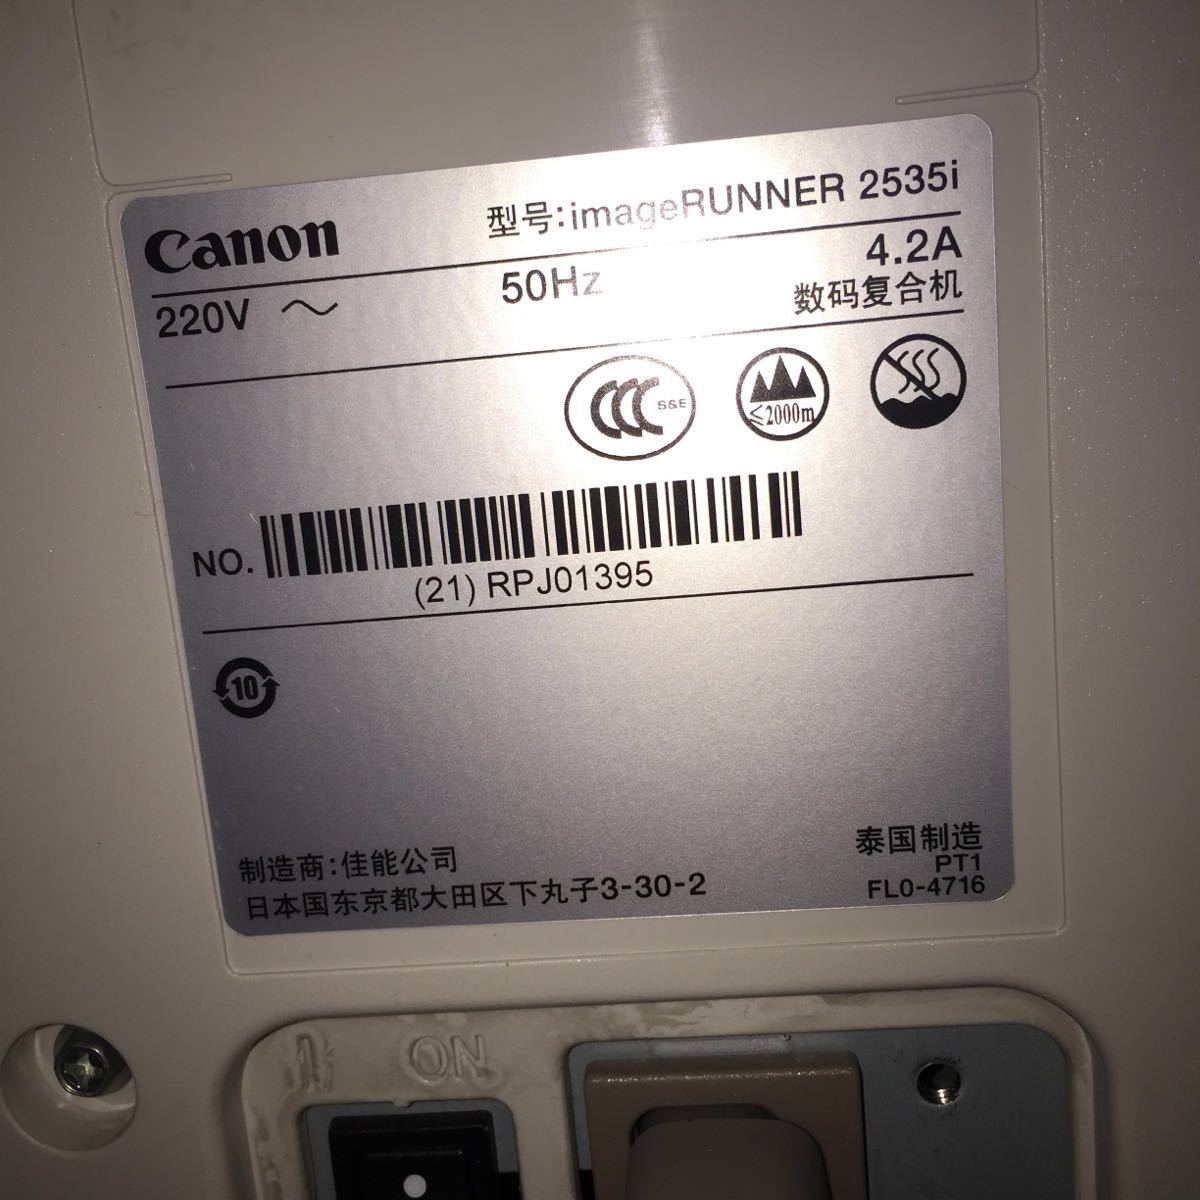 Canon
型号:imageRUNNER 2535i
220V ～ 50Hz 4.2A
数码复合机
CCC S&E
≤2000m
NO.
(21) RPJ01395
10
制造商:佳能公司
日本国东京都大田区下丸子3-30-2
泰国制造
PT1
FL0-4716
ON